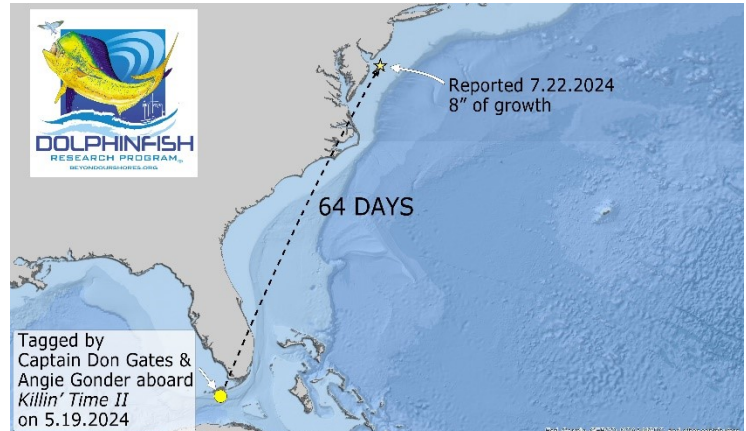 DOLPHINFISH
RESEARCH PROGRAM
BEYONDOURSHORES.ORG
Reported 7.22.2024
8" of growth
64 DAYS
Tagged by
Captain Don Gates &
Angie Gonder aboard
Killin' Time II
on 5.19.2024